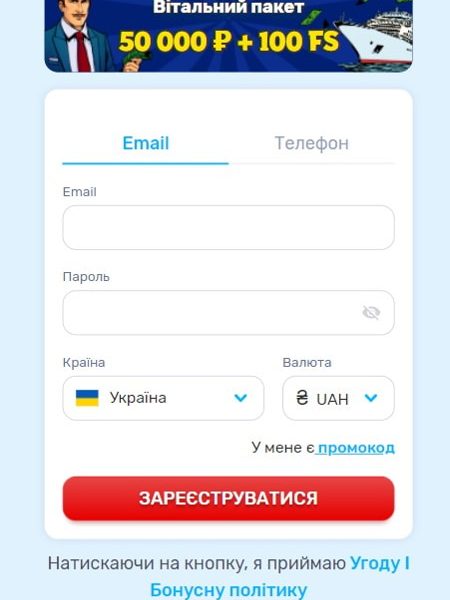 Вітальний пакет
50 000 ₽ + 100 FS
Email
Телефон
Email
Пароль
Країна
Валюта
Україна
₴ UAH
У мене є промокод
ЗАРЕЄСТРУВАТИСЯ
Натискаючи на кнопку, я приймаю Угоду І
Бонусну політику